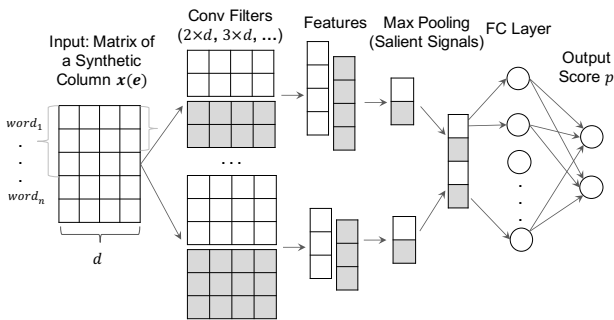 Input: Matrix of
a Synthetic
Column x(e)
Conv Filters
(2×d, 3×d, ...)
Features
Max Pooling
(Salient Signals)
FC Layer
Output
Score p
word1
.
.
.
wordn
d
...
.
.
.